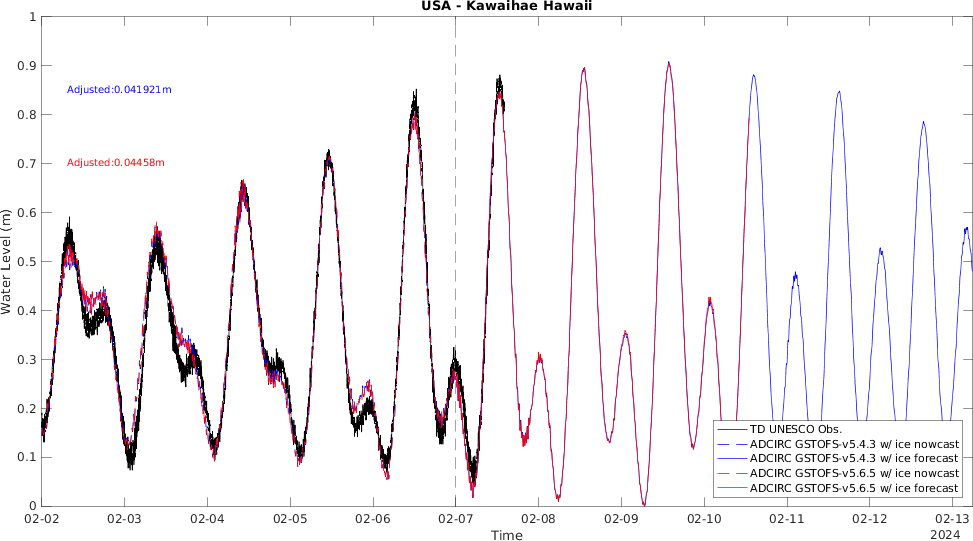 USA - Kawaihae Hawaii
1
0.9
0.8
0.7
0.6
0.5
0.4
0.3
0.2
0.1
0
Water Level (m)
Adjusted:0.041921m
Adjusted:0.04458m
TD UNESCO Obs.
ADCIRC GSTOFS-v5.4.3 w/ ice nowcast
ADCIRC GSTOFS-v5.4.3 w/ ice forecast
ADCIRC GSTOFS-v5.6.5 w/ ice nowcast
ADCIRC GSTOFS-v5.6.5 w/ ice forecast
02-02 02-03 02-04 02-05 02-06 02-07 02-08 02-09 02-10 02-11 02-12 02-13
Time
2024